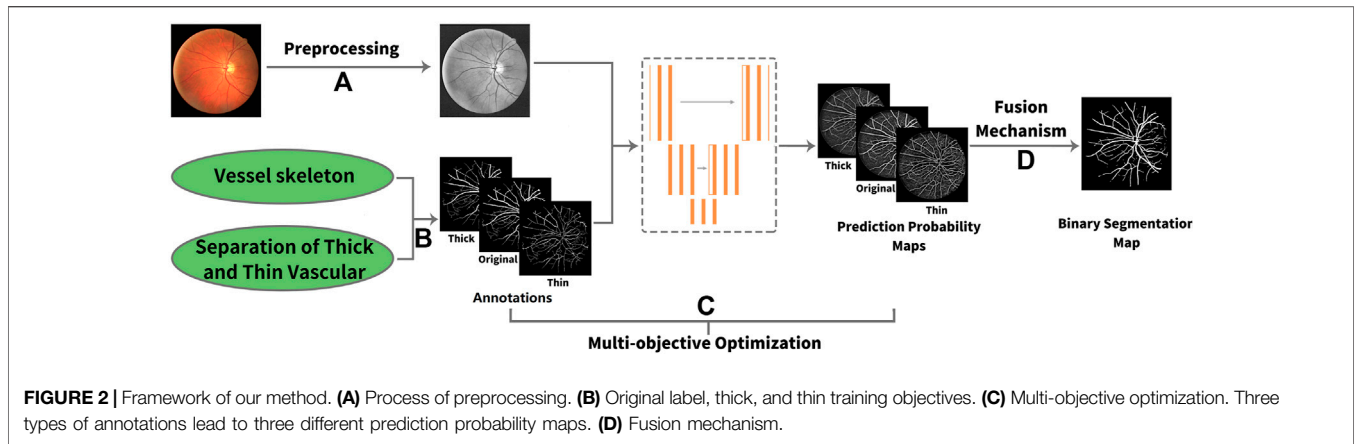 Preprocessing
A
Vessel skeleton
Separation of Thick
and Thin Vascular
B
Thick
Original
Thin
Annotations
C
Multi-objective Optimization
Thick
Original
Thin
Prediction Probability
Maps
Fusion
Mechanism
D
Binary Segmentatior
Map
FIGURE 2 | Framework of our method. (A) Process of preprocessing. (B) Original label, thick, and thin training objectives. (C) Multi-objective optimization. Three
types of annotations lead to three different prediction probability maps. (D) Fusion mechanism.